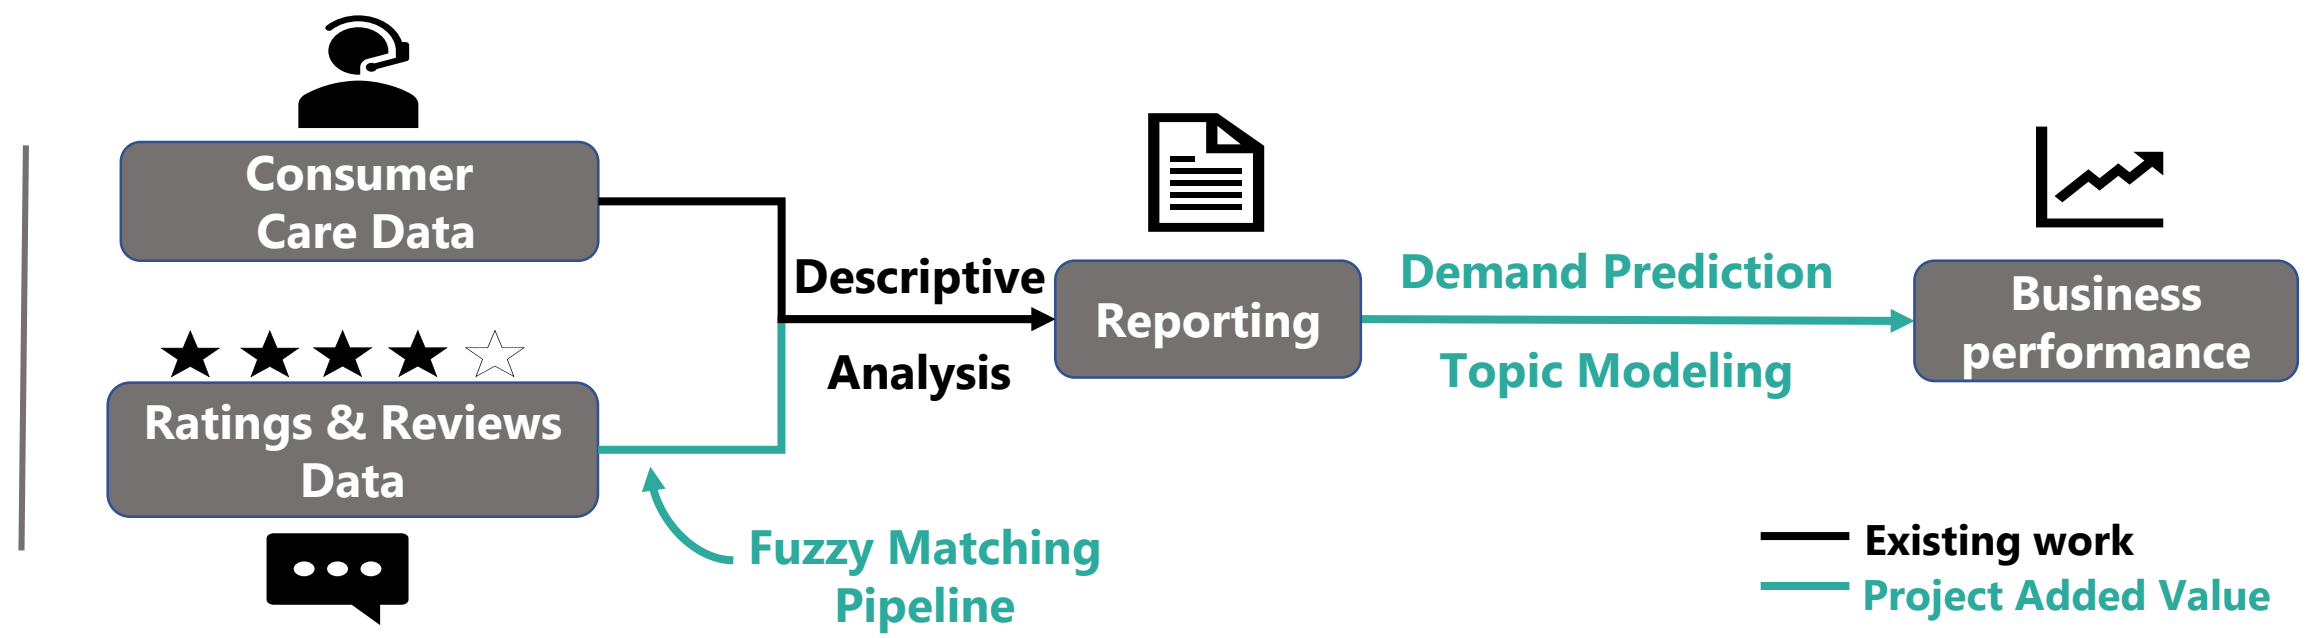 Consumer
Care Data
Ratings & Reviews
Data
Descriptive
Analysis
Fuzzy Matching
Pipeline
Reporting
Demand Prediction
Topic Modeling
Business
performance
Existing work
Project Added Value